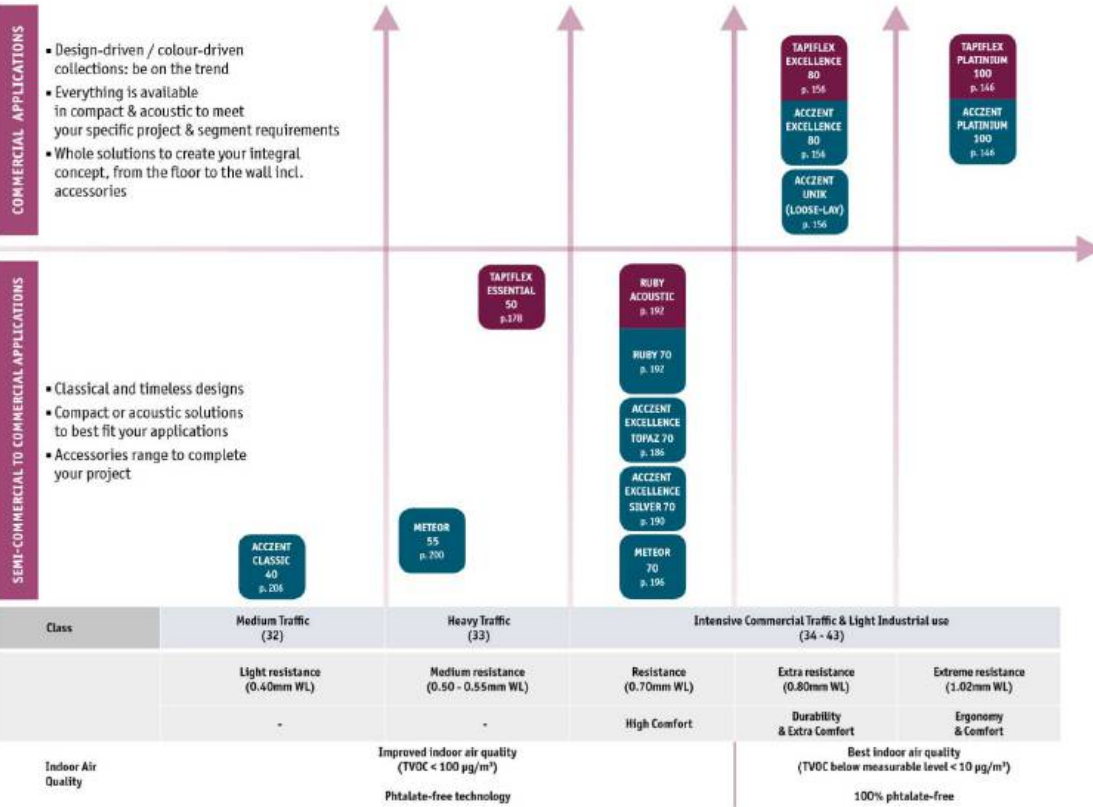 COMMERCIAL APPLICATIONS
▪ Design-driven / colour-driven
collections: be on the trend
▪ Everything is available
in compact & acoustic to meet
your specific project & segment requirements
▪ Whole solutions to create your integral
concept, from the floor to the wall incl.
accessories
TAPIFLEX
EXCELLENCE
80
p. 156
ACCZENT
EXCELLENCE
80
p. 156
ACCZENT
UNIK
(LOOSE-LAY)
p. 156
TAPIFLEX
PLATINIUM
100
p. 146
ACCZENT
PLATINIUM
100
p. 146
SEMI-COMMERCIAL TO COMMERCIAL APPLICATIONS
▪ Classical and timeless designs
▪ Compact or acoustic solutions
to best fit your applications
▪ Accessories range to complete
your project
ACCZENT
CLASSIC
40
p. 206
METEOR
55
p. 200
TAPIFLEX
ESSENTIAL
50
p.178
RUBY
ACOUSTIC
p. 192
RUBY 70
p. 192
ACCZENT
EXCELLENCE
TOPAZ 70
p. 186
ACCZENT
EXCELLENCE
SILVER 70
p. 190
METEOR
70
p. 196
Class
Medium Traffic
(32)
Heavy Traffic
(33)
Intensive Commercial Traffic & Light Industrial use
(34 - 43)
Light resistance
(0.40mm WL)
Medium resistance
(0.50 - 0.55mm WL)
Resistance
(0.70mm WL)
Extra resistance
(0.80mm WL)
Extreme resistance
(1.02mm WL)
-
-
High Comfort
Durability
& Extra Comfort
Ergonomy
& Comfort
Indoor Air
Quality
Improved indoor air quality
(TVOC < 100 µg/m³)
Phtalate-free technology
Best indoor air quality
(TVOC below measurable level < 10 µg/m³)
100% phtalate-free